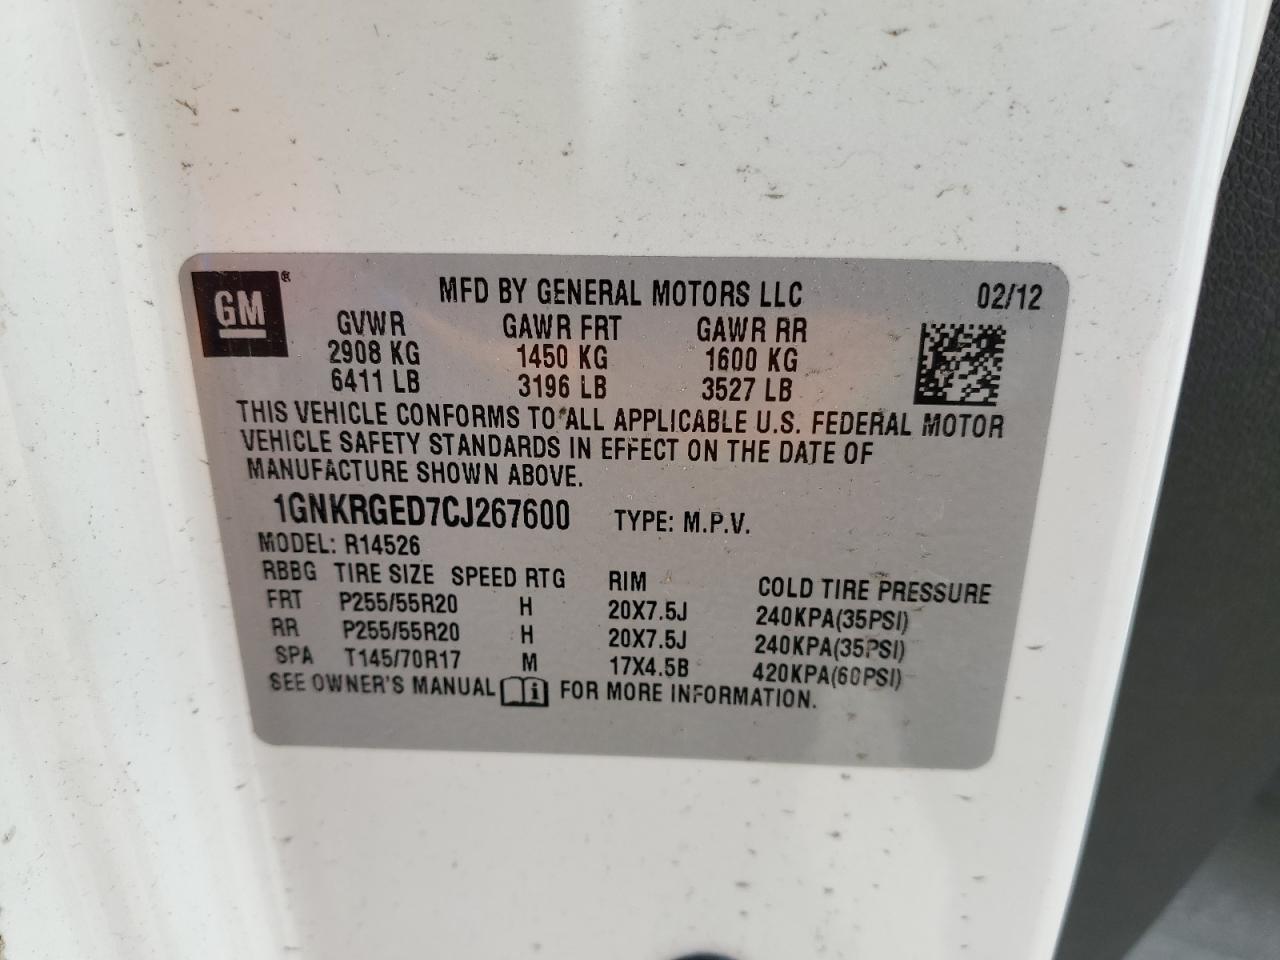 GM®
MFD BY GENERAL MOTORS LLC 02/12
GVWR GAWR FRT GAWR RR
2908 KG 1450 KG 1600 KG
6411 LB 3196 LB 3527 LB
THIS VEHICLE CONFORMS TO ALL APPLICABLE U.S. FEDERAL MOTOR
VEHICLE SAFETY STANDARDS IN EFFECT ON THE DATE OF
MANUFACTURE SHOWN ABOVE.
1GNKRGED7CJ267600 TYPE: M.P.V.
MODEL: R14526
RBBG TIRE SIZE SPEED RTG RIM COLD TIRE PRESSURE
FRT P255/55R20 H 20X7.5J 240KPA(35PSI)
RR P255/55R20 H 20X7.5J 240KPA(35PSI)
SPA T145/70R17 M 17X4.5B 420KPA(60PSI)
SEE OWNER'S MANUAL FOR MORE INFORMATION.